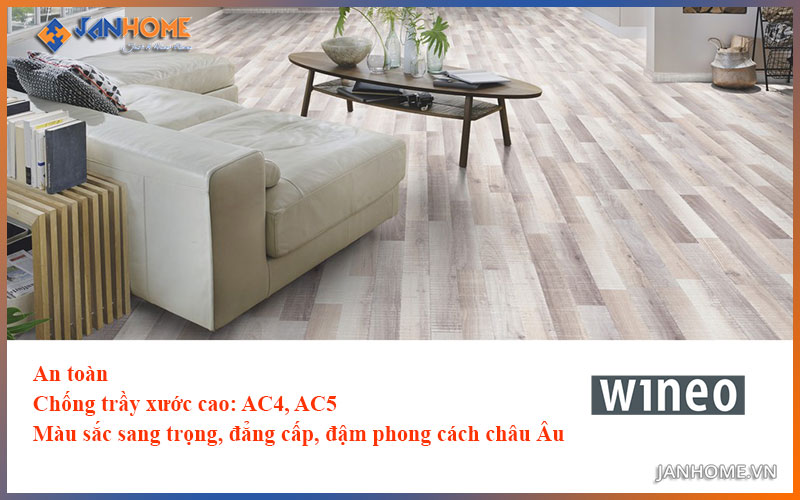 JANHOME
An toàn
Chống trầy xước cao: AC4, AC5
wineo
Màu sắc sang trọng, đẳng cấp, đậm phong cách châu Âu
JANHOME.VN